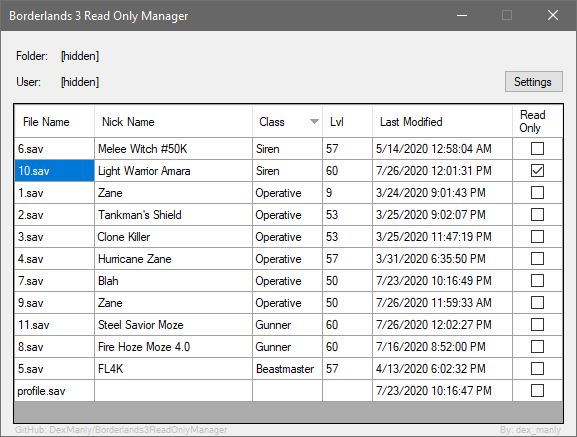 Borderlands 3 Read Only Manager
Folder: [hidden]
User: [hidden]
Settings
File Name Nick Name Class Lvl Last Modified Read Only
6.sav Melee Witch #50K Siren 57 5/14/2020 12:58:04 AM
10.sav Light Warrior Amara Siren 60 7/26/2020 12:01:31 PM
1.sav Zane Operative 9 3/24/2020 9:01:43 PM
2.sav Tankman's Shield Operative 53 3/25/2020 9:02:07 PM
3.sav Clone Killer Operative 53 3/25/2020 11:47:19 PM
4.sav Hurricane Zane Operative 57 3/31/2020 6:35:50 PM
7.sav Blah Operative 50 7/23/2020 10:16:49 PM
9.sav Zane Operative 50 7/26/2020 11:59:33 AM
11.sav Steel Savior Moze Gunner 60 7/26/2020 12:02:27 PM
8.sav Fire Hoze Moze 4.0 Gunner 60 7/16/2020 8:52:00 PM
5.sav FL4K Beastmaster 57 4/13/2020 6:02:32 PM
profile.sav 7/23/2020 10:16:47 PM
GitHub: DexManly/Borderlands3ReadOnlyManager By: dex_manly